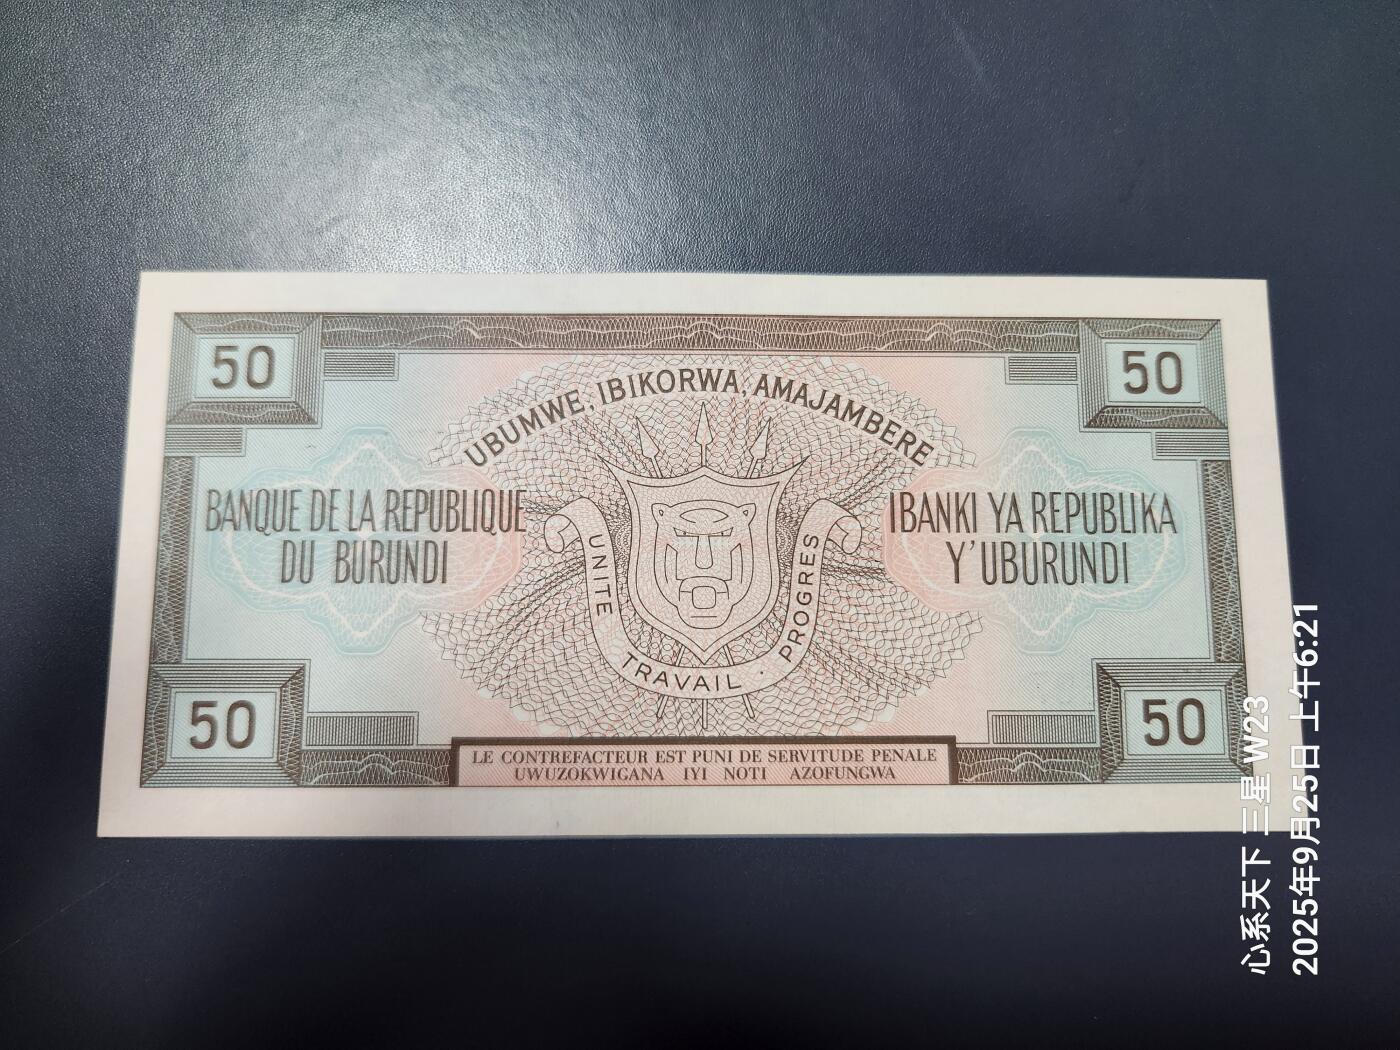 50
50
UBUMWE, IBIKORWA, AMAJAMBERE
BANQUE DE LA REPUBLIQUE
DU BURUNDI
IBANKI YA REPUBLIKA
Y'UBURUNDI
UNITE · TRAVAIL · PROGRES
50
50
LE CONTREFACTEUR EST PUNI DE SERVITUDE PENALE
UWUZOKWIGANA IYI NOTI AZOFUNGWA
心系天下 三星 W23
2025年9月25日 上午6:21